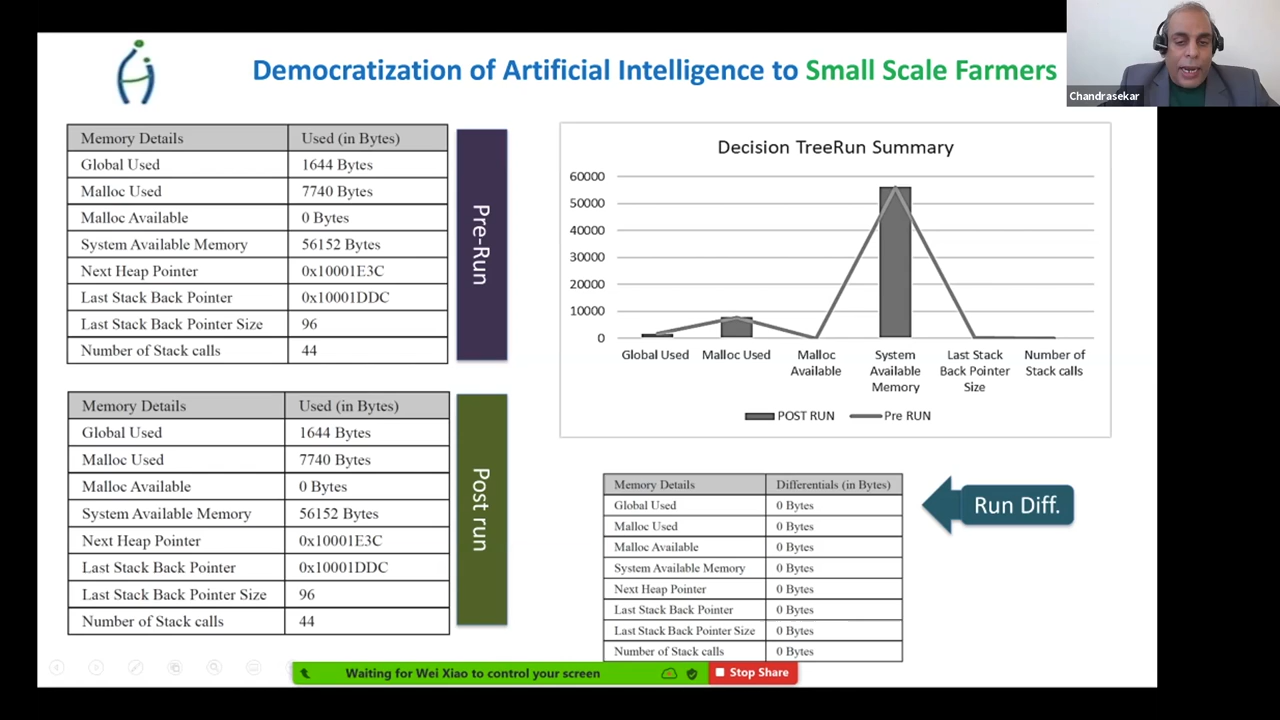 Democratization of Artificial Intelligence to Small Scale Farmers
Chandrasekar
Memory Details Used (in Bytes)
Global Used 1644 Bytes
Malloc Used 7740 Bytes
Malloc Available 0 Bytes
System Available Memory 56152 Bytes
Next Heap Pointer 0x10001E3C
Last Stack Back Pointer 0x10001DDC
Last Stack Back Pointer Size 96
Number of Stack calls 44
Pre-Run
Decision TreeRun Summary
60000
50000
40000
30000
20000
10000
0
Global Used Malloc Used Malloc Available System Available Memory Last Stack Back Pointer Size Number of Stack calls
POST RUN Pre RUN
Memory Details Used (in Bytes)
Global Used 1644 Bytes
Malloc Used 7740 Bytes
Malloc Available 0 Bytes
System Available Memory 56152 Bytes
Next Heap Pointer 0x10001E3C
Last Stack Back Pointer 0x10001DDC
Last Stack Back Pointer Size 96
Number of Stack calls 44
Post run
Memory Details Differentials (in Bytes)
Global Used 0 Bytes
Malloc Used 0 Bytes
Malloc Available 0 Bytes
System Available Memory 0 Bytes
Next Heap Pointer 0 Bytes
Last Stack Back Pointer 0 Bytes
Last Stack Back Pointer Size 0 Bytes
Number of Stack calls 0 Bytes
Run Diff.
Waiting for Wei Xiao to control your screen
Stop Share